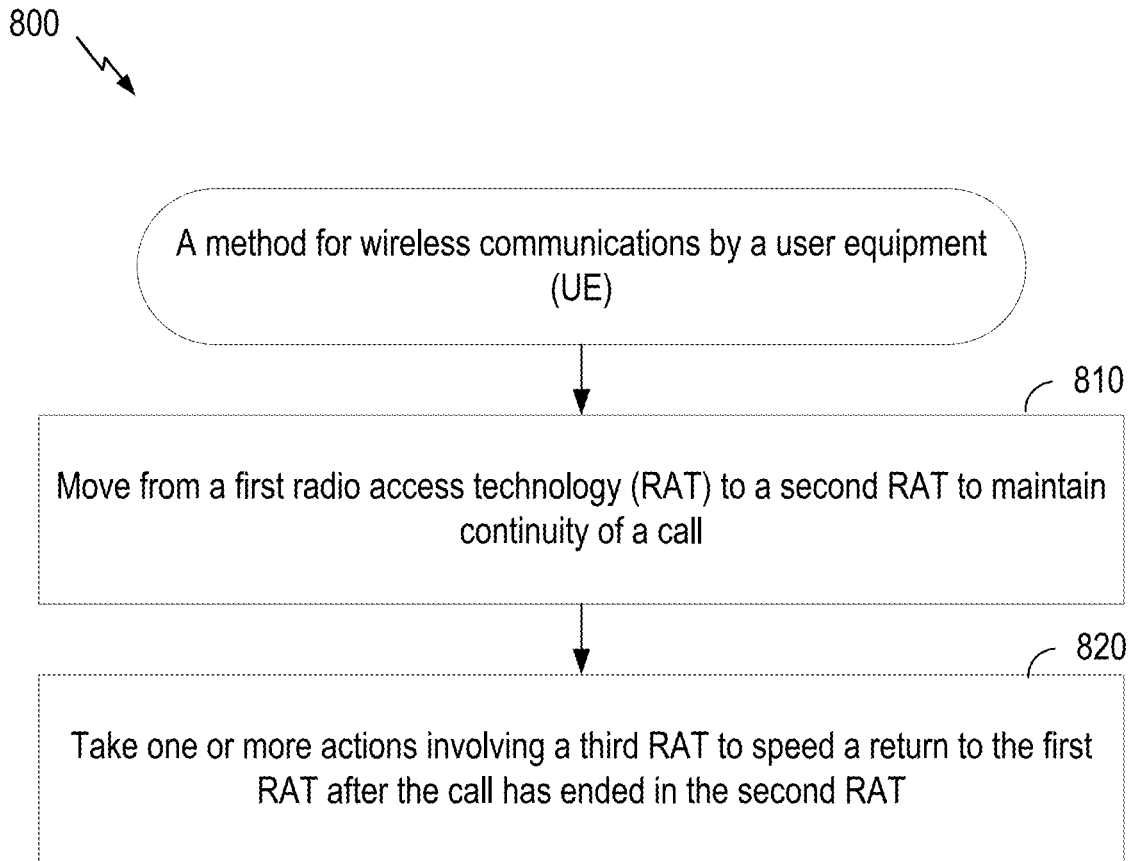 800
A method for wireless communications by a user equipment
(UE)
810
Move from a first radio access technology (RAT) to a second RAT to maintain
continuity of a call
820
Take one or more actions involving a third RAT to speed a return to the first
RAT after the call has ended in the second RAT